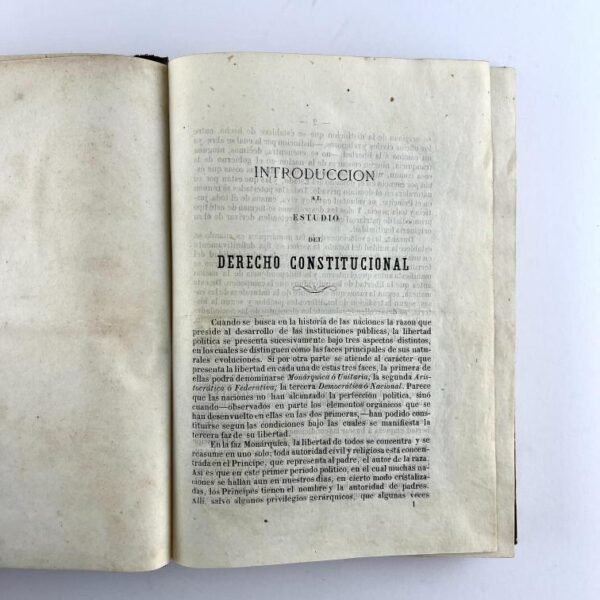 INTRODUCCION
AL
ESTUDIO
DEL
DERECHO CONSTITUCIONAL
Cuando se busca en la historia de las naciones la razon que
preside al desarrollo de las instituciones públicas, la libertad
política se presenta sucesivamente bajo tres aspectos distintos,
en los cuales se distinguen como las faces principales de sus natu-
rales evoluciones. Si por otra parte se atiende al carácter que
presenta la libertad en cada una de estas tres faces, la primera de
ellas podrá denominarse Monárquica ó Unitaria, la segunda Aris-
tocrática ó Federativa, la tercera Democrática ó Nacional. Parece
que las naciones no han alcanzado la perfección política, sinó
cuando—observados en parte los elementos orgánicos que se
han desenvuelto en ellas en las dos primeras,—han podido cons-
tituirse segun las condiciones bajo las cuales se manifiesta la
tercera faz de su libertad.
En la faz Monárquica, la libertad de todos se concentra y se
reasume en uno solo: toda autoridad civil y religiosa está concen-
trada en el Príncipe, que representa al padre, el autor de la raza.
Asi es que en este primer período político, en el cual muchas na-
ciones se hallan aun en nuestros dias, en cierto modo cristaliza-
das, los Príncipes tienen el nombre y la autoridad de padres.
Allí, salvo algunos privilegios gerárquicos, que algunas veces
1